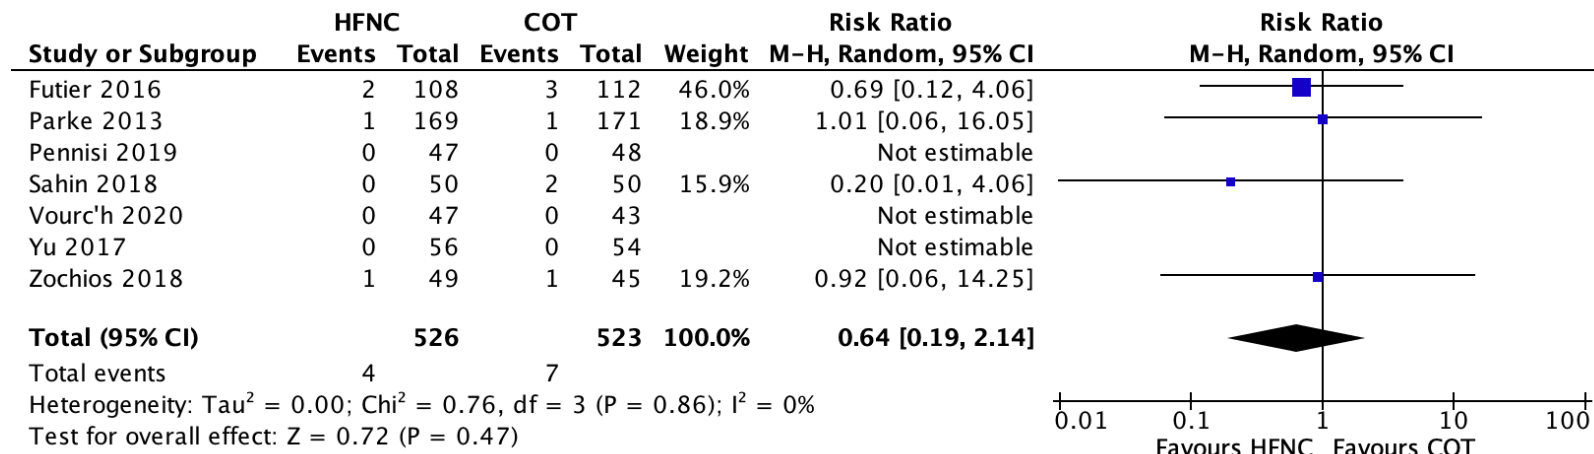 HFNC COT Risk Ratio Risk Ratio
Study or Subgroup Events Total Events Total Weight M-H, Random, 95% CI M-H, Random, 95% CI
Futier 2016 2 108 3 112 46.0% 0.69 [0.12, 4.06]
Parke 2013 1 169 1 171 18.9% 1.01 [0.06, 16.05]
Pennisi 2019 0 47 0 48 Not estimable
Sahin 2018 0 50 2 50 15.9% 0.20 [0.01, 4.06]
Vourc'h 2020 0 47 0 43 Not estimable
Yu 2017 0 56 0 54 Not estimable
Zochios 2018 1 49 1 45 19.2% 0.92 [0.06, 14.25]
Total (95% CI) 526 523 100.0% 0.64 [0.19, 2.14]
Total events 4 7
Heterogeneity: Tau² = 0.00; Chi² = 0.76, df = 3 (P = 0.86); I² = 0%
Test for overall effect: Z = 0.72 (P = 0.47)
0.01 0.1 1 10 100
Favours HFNC Favours COT